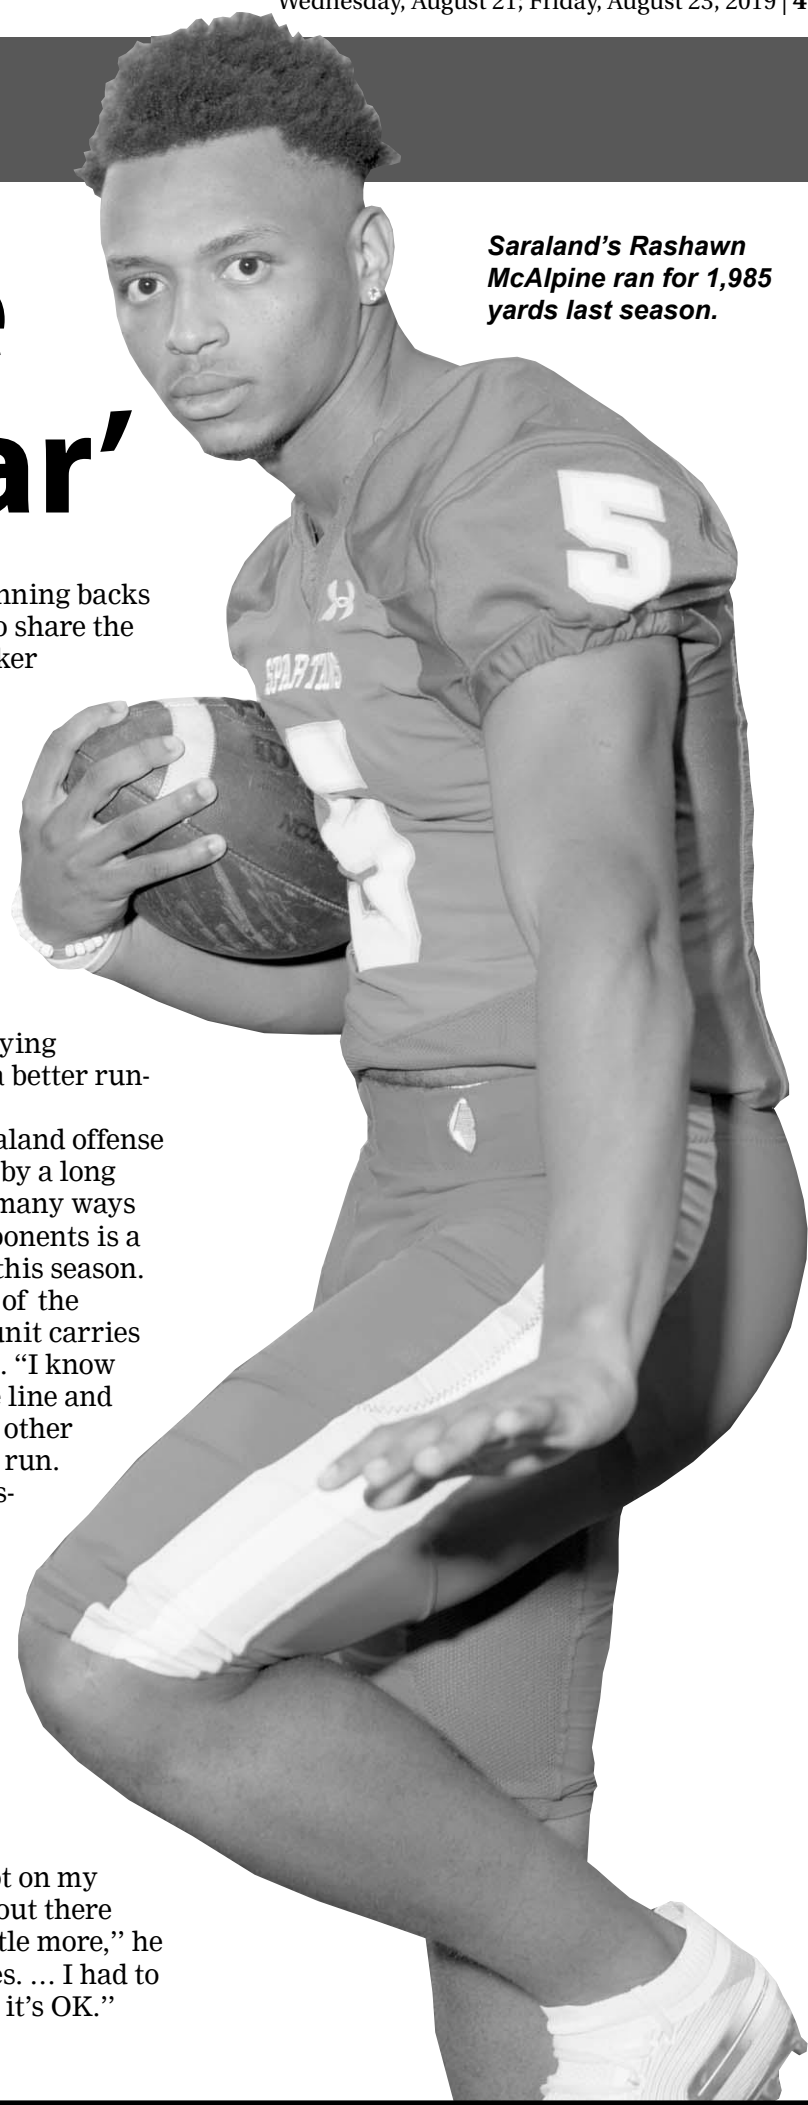 Wednesday, August 21; Friday, August 23, 2019 | 4
Saraland's Rashawn
McAlpine ran for 1,985
yards last season.
e
ar'
nning backs
o share the
ker
5
SPARTANS
5
ying
a better run-
aland offense
by a long
many ways
ponents is a
this season.
of the
unit carries
. “I know
e line and
other
run.
s-
ot on my
out there
tle more,’’ he
es. … I had to
it’s OK.’’